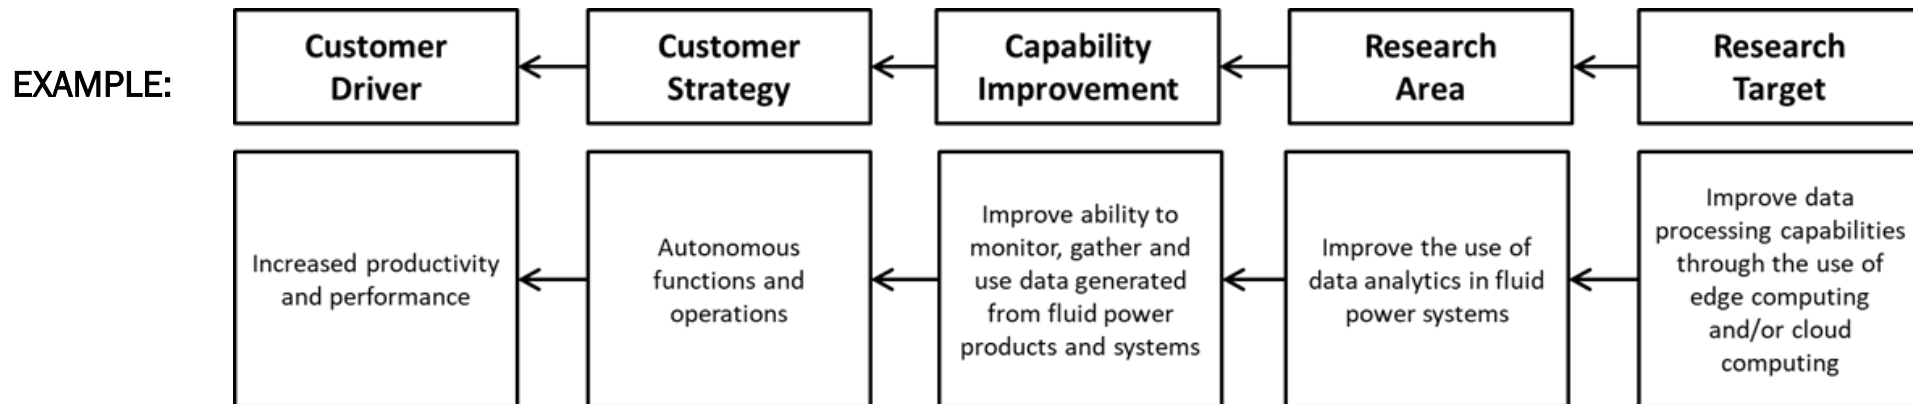 EXAMPLE:
Customer
Driver
Customer
Strategy
Capability
Improvement
Research
Area
Research
Target
Increased productivity
and performance
Autonomous
functions and
operations
Improve ability to
monitor, gather and
use data generated
from fluid power
products and systems
Improve the use of
data analytics in fluid
power systems
Improve data
processing capabilities
through the use of
edge computing
and/or cloud
computing